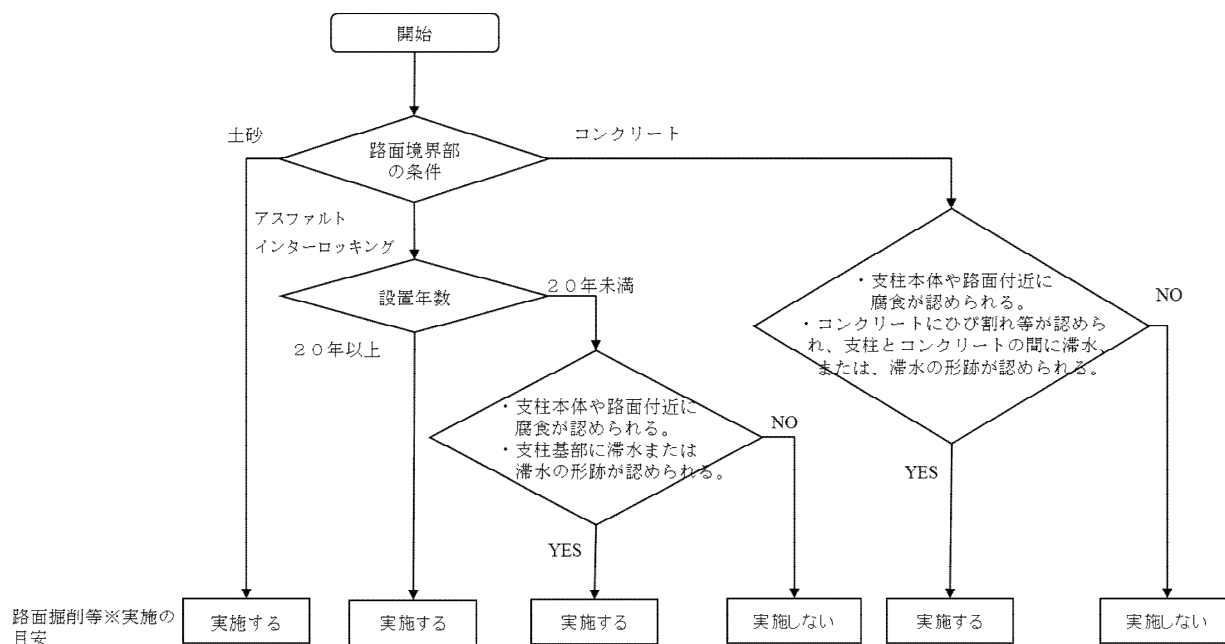 開始
土砂
コンクリート
路面境界部
の条件
アスファルト
インターロッキング
設置年数
２０年未満
２０年以上
・支柱本体や路面付近に
腐食が認められる。
・コンクリートにひび割れ等が認めら
れ、支柱とコンクリートの間に滞水、
または、滞水の形跡が認められる。
NO
・支柱本体や路面付近に
腐食が認められる。
・支柱基部に滞水または
滞水の形跡が認められる。
NO
YES
YES
路面掘削等※実施の
目安
実施する
実施する
実施する
実施しない
実施する
実施しない